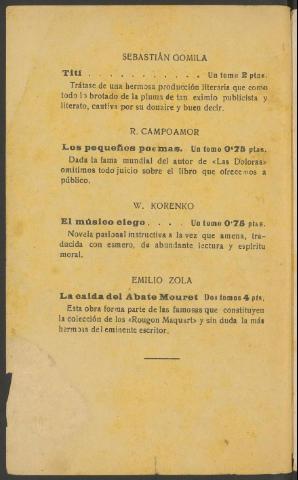 SEBASTIÁN GOMILA
Titi . . . . . . . . . . . Un tomo 2 ptas.
Trátase de una hermosa producción literaria que como
todo lo brotado de la pluma de tan eximio publicista y
literato, cautiva por su donaire y buen decir.
R. CAMPOAMOR
Los pequeños poemas. Un tomo 0'75 ptas.
Dada la fama mundial del autor de «Las Doloras»
omitimos todo juicio sobre el libro que ofrecemos a
público.
W. KORENKO
El músico ciego. . . . Un tomo 0'75 ptas.
Novela pasional instructiva a la vez que amena, tra-
ducida con esmero, de abundante lectura y espíritu
moral.
EMILIO ZOLA
La caida del Abate Mouret Dos tomos 4 pts.
Esta obra forma parte de las famosas que constituyen
la colección de los «Rougon Maquart» y sin duda la más
hermosa del eminente escritor.